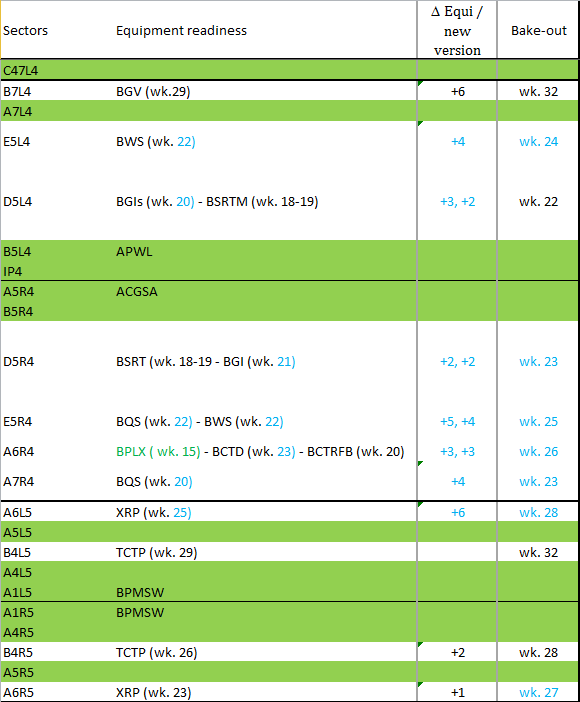 Sectors Equipment readiness Δ Equi / new version Bake-out
C47L4
B7L4 BGV (wk.29) +6 wk. 32
A7L4
E5L4 BWS (wk. 22) +4 wk. 24
D5L4 BGIs (wk. 20) - BSRTM (wk. 18-19) +3, +2 wk. 22
B5L4 APWL
IP4
A5R4 ACGSA
B5R4
D5R4 BSRT (wk. 18-19 - BGI (wk. 21) +2, +2 wk. 23
E5R4 BQS (wk. 22) - BWS (wk. 22) +5, +4 wk. 25
A6R4 BPLX ( wk. 15) - BCTD (wk. 23) - BCTRFB (wk. 20) +3, +3 wk. 26
A7R4 BQS (wk. 20) +4 wk. 23
A6L5 XRP (wk. 25) +6 wk. 28
A5L5
B4L5 TCTP (wk. 29) wk. 32
A4L5
A1L5 BPMSW
A1R5 BPMSW
A4R5
B4R5 TCTP (wk. 26) +2 wk. 28
A5R5
A6R5 XRP (wk. 23) +1 wk. 27